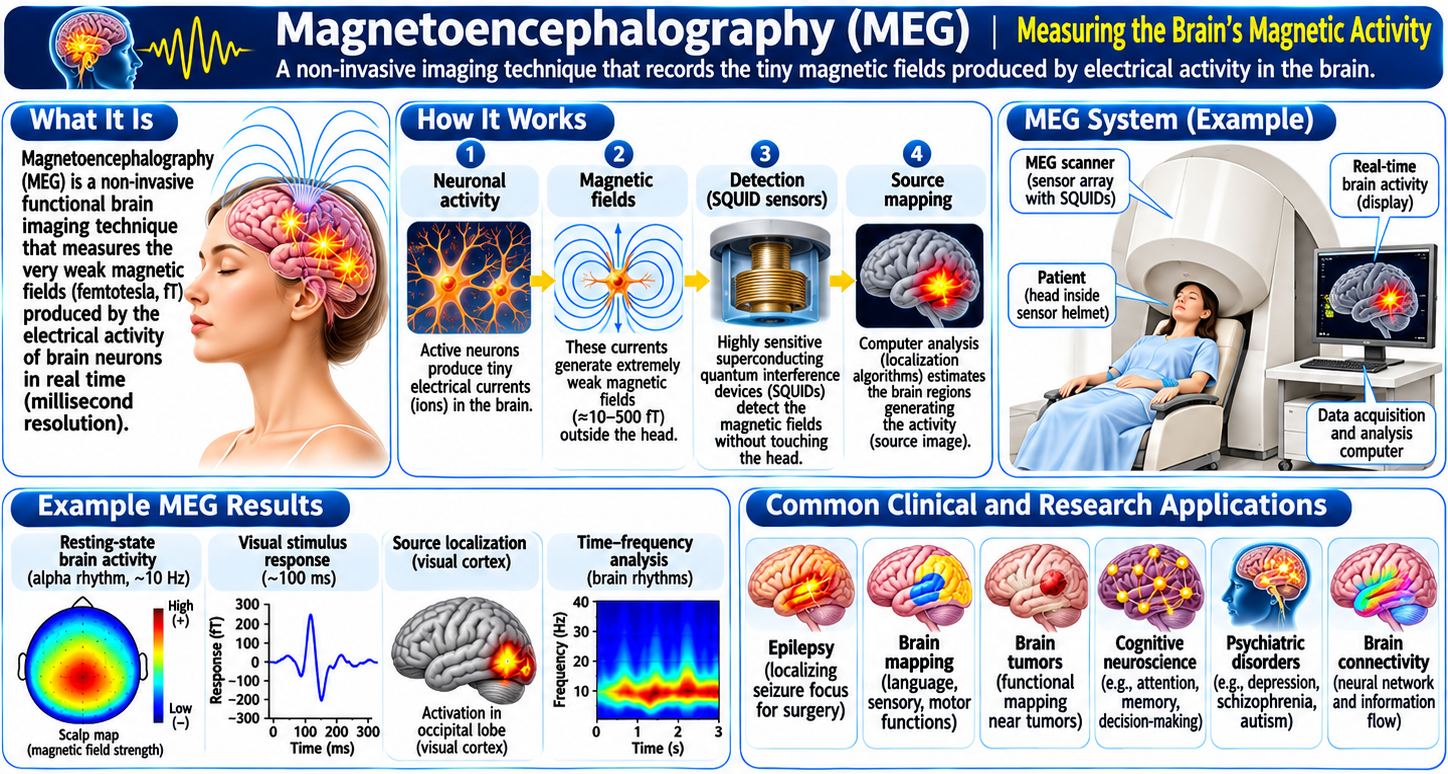 Magnetoencephalography (MEG) | Measuring the Brain's Magnetic Activity
A non-invasive imaging technique that records the tiny magnetic fields produced by electrical activity in the brain.
What It Is
Magnetoencephalography
(MEG) is a non-invasive
functional brain
imaging technique
that measures the
very weak magnetic
fields (femtotesla, fT)
produced by the
electrical activity
of brain neurons
in real time
(millisecond
resolution).
How It Works
1
Neuronal
activity
Active neurons
produce tiny
electrical currents
(ions) in the brain.
2
Magnetic
fields
These currents
generate extremely
weak magnetic
fields
(≈10–500 fT)
outside the head.
3
Detection
(SQUID sensors)
Highly sensitive
superconducting
quantum interference
devices (SQUIDs)
detect the
magnetic fields
without touching
the head.
4
Source
mapping
Computer analysis
(localization
algorithms) estimates
the brain regions
generating
the activity
(source image).
MEG System (Example)
MEG scanner
(sensor array
with SQUIDs)
Real-time
brain activity
(display)
Patient
(head inside
sensor helmet)
Data acquisition
and analysis
computer
Example MEG Results
Resting-state
brain activity
(alpha rhythm, ~10 Hz)
High
(+)
Low
(−)
Scalp map
(magnetic field strength)
Visual stimulus
response
(~100 ms)
Response (fT)
300
200
100
0
−100
−200
−300
0
100
200
300
Time (ms)
Source localization
(visual cortex)
Activation in
occipital lobe
(visual cortex)
Time–frequency
analysis
(brain rhythms)
Frequency (Hz)
40
30
20
10
0
1
2
3
Time (s)
Common Clinical and Research Applications
Epilepsy
(localizing
seizure focus
for surgery)
Brain
mapping
(language,
sensory, motor
functions)
Brain
tumors
(functional
mapping
near tumors)
Cognitive
neuroscience
(e.g., attention,
memory,
decision-making)
Psychiatric
disorders
(e.g., depression,
schizophrenia,
autism)
Brain
connectivity
(neural network
and information
flow)